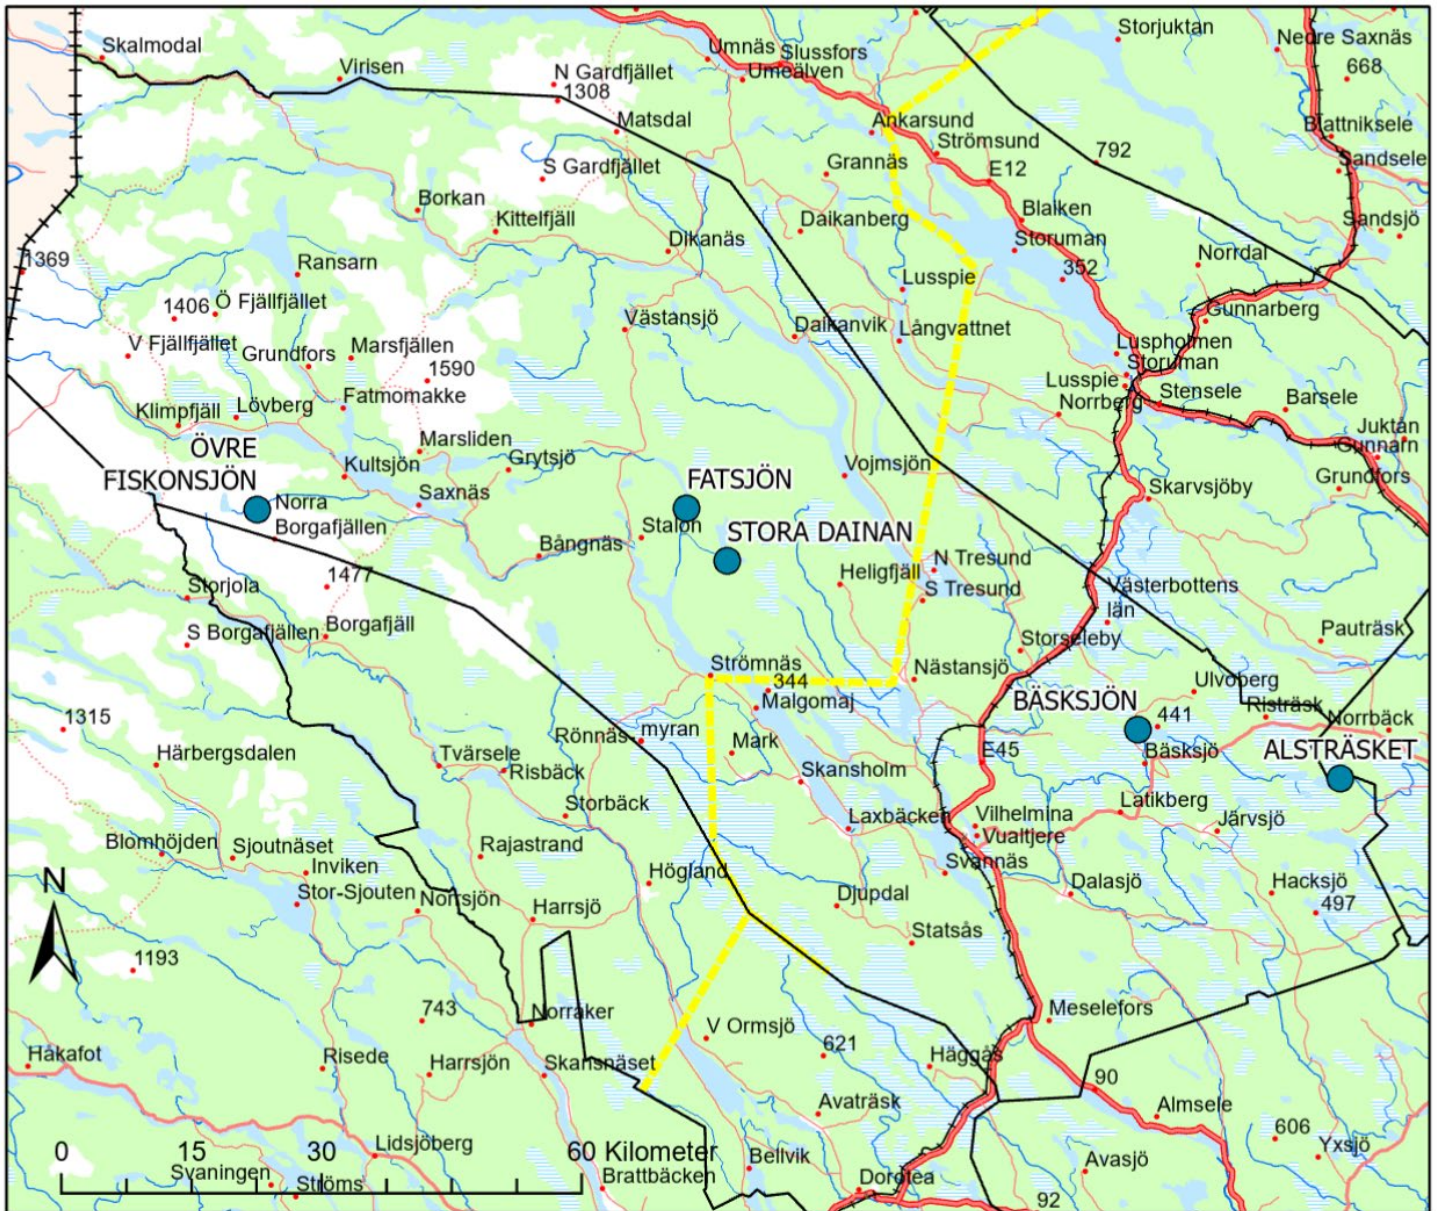 Storjuktan
Nedre Saxnäs
Skalmodal
Umnäs
Slussfors
Virisen
N Gardfjället
Umeälven
668
1308
Matsdal
Ankarsund
Blattniksele
Strömsund
792
Grannäs
E12
Sandsele
S Gardfjället
Borkan
Kittelfjäll
Daikanberg
Blaiken
Sandsjö
Dikanäs
Storuman
Norrdal
1369
Ransarn
352
Lusspie
1406
Ö Fjällfjället
Västansjö
Daikanvik
Långvattnet
Gunnarberg
V Fjällfjället
Grundfors
Marsfjällen
Luspholmen
Storuman
1590
Lusspie
Norrberg
Stensele
Barsele
Klimpfjäll
Lövberg
Fatmomakke
Juktån
Gunnarn
Marsliden
ÖVRE
FISKONSJÖN
Kultsjön
Grytsjö
Vojmsjön
Grundfors
FATSJÖN
Skarvsjöby
Saxnäs
Norra
Borgafjällen
Stalon
STORA DAINAN
Bångnäs
N Tresund
Heligfjäll
S Tresund
Västerbottens
län
Storjola
1477
S Borgafjällen
Borgafjäll
Storseleby
Pauträsk
Strömnäs
344
Nästansjö
Ulvoberg
Malgomaj
BÄSKSJÖN
441
Risträsk
Norrbäck
1315
Rönnäs
myran
Mark
E45
Bäsksjö
ALSTRÄSKET
Härbergsdalen
Tvärsele
Risbäck
Skansholm
Storbäck
Laxbäcken
Vilhelmina
Latikberg
Järvsjö
Vualtjere
Blomhöjden
Sjoutnäset
Rajastrand
Inviken
Svannäs
Högland
N
Stor-Sjouten
Norrsjön
Harrsjö
Djupdal
Dalasjö
Hacksjö
497
Statsås
1193
743
Norråker
V Ormsjö
Meselefors
621
Håkafot
Risede
Harrsjön
Skansnäset
Häggås
90
Avaträsk
Almsele
606
Yxsjö
Lidsjöberg
0 15 30 60 Kilometer
Svaningen
Ströms
Brattbäcken
Bellvik
Dorotea
Avasjö
92